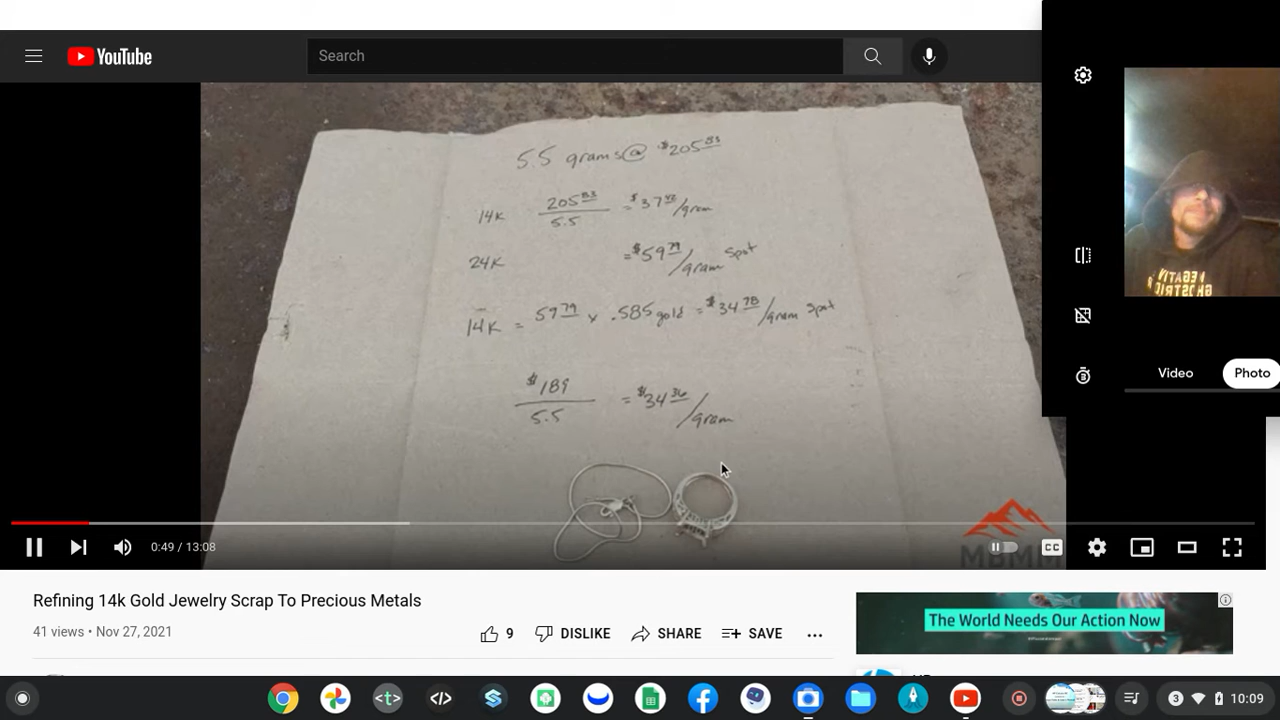 YouTube
Search
5.5 grams @ $205 83
14K 205 83 / 5.5 = $37 42/gram
24K = $59 79/gram spot
14K = 59 79 x .585 gold = $34 78/gram spot
$189 / 5.5 = $34 36/gram
MBMM
Video Photo
0:49 / 13:08
CC
Refining 14k Gold Jewelry Scrap To Precious Metals
41 views • Nov 27, 2021
9 DISLIKE SHARE SAVE
The World Needs Our Action Now
3 10:09